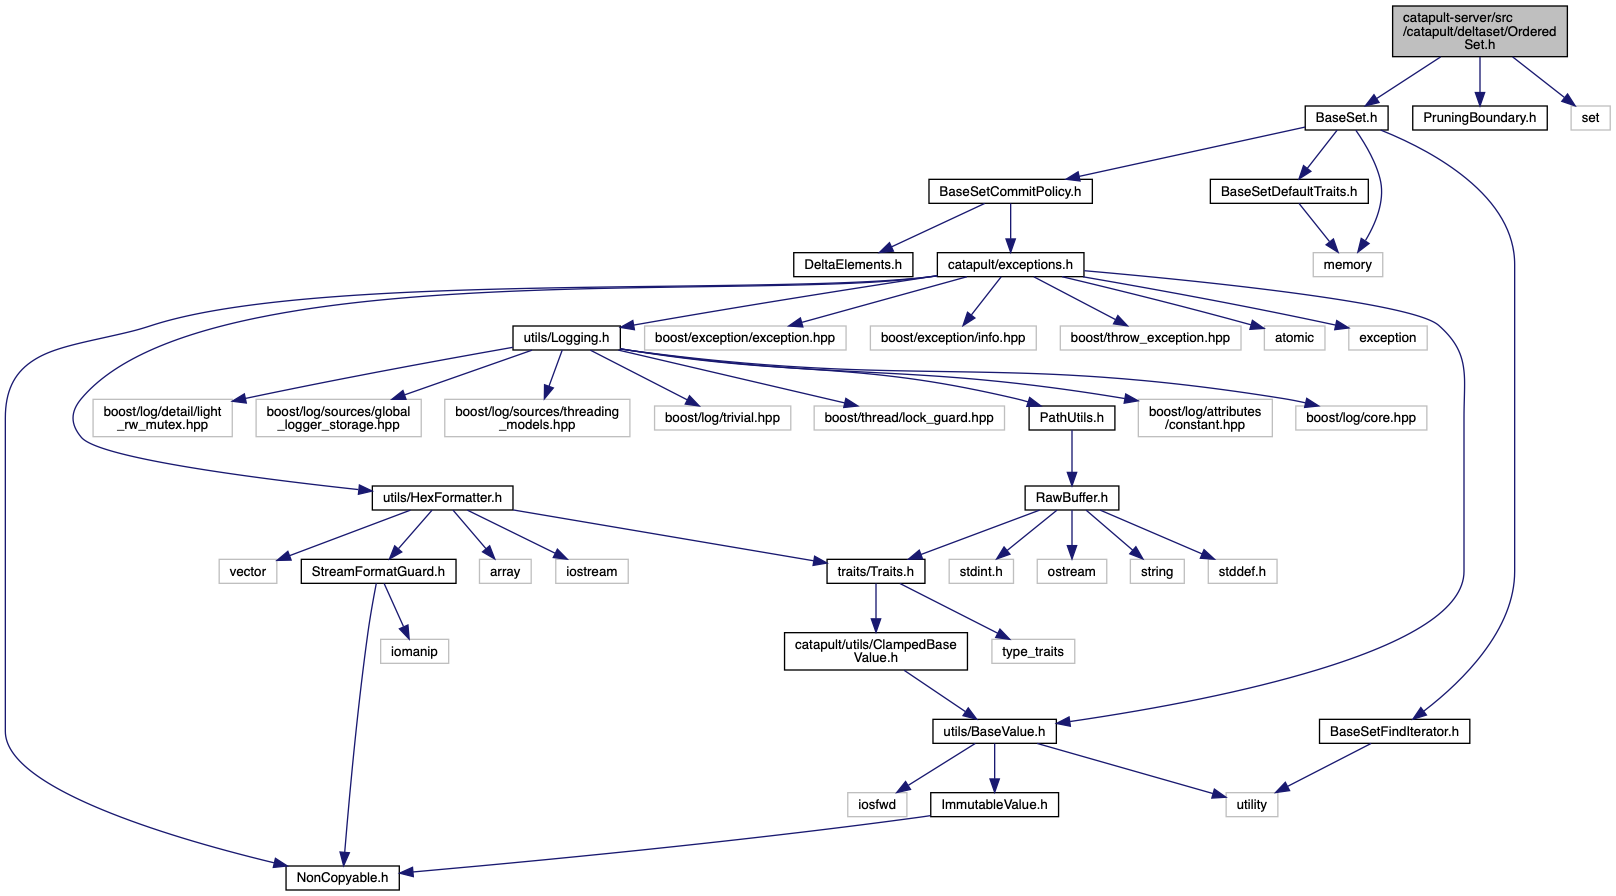 catapult-server/src
/catapult/deltaset/Ordered
Set.h
BaseSet.h
PruningBoundary.h
set
BaseSetCommitPolicy.h
BaseSetDefaultTraits.h
DeltaElements.h
catapult/exceptions.h
memory
utils/Logging.h
boost/exception/exception.hpp
boost/exception/info.hpp
boost/throw_exception.hpp
atomic
exception
boost/log/detail/light
_rw_mutex.hpp
boost/log/sources/global
_logger_storage.hpp
boost/log/sources/threading
_models.hpp
boost/log/trivial.hpp
boost/thread/lock_guard.hpp
PathUtils.h
boost/log/attributes
/constant.hpp
boost/log/core.hpp
utils/HexFormatter.h
RawBuffer.h
vector
StreamFormatGuard.h
array
iostream
traits/Traits.h
stdint.h
ostream
string
stddef.h
iomanip
catapult/utils/ClampedBase
Value.h
type_traits
utils/BaseValue.h
BaseSetFindIterator.h
iosfwd
ImmutableValue.h
utility
NonCopyable.h